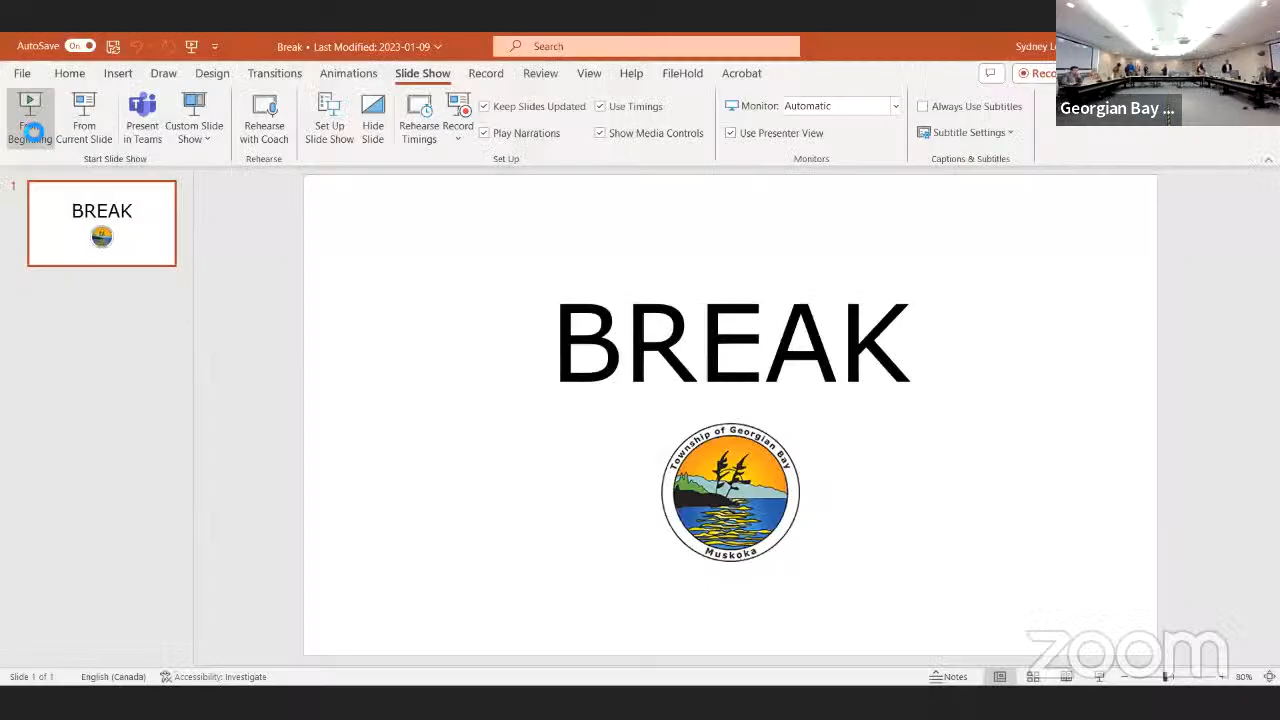 AutoSave On
Break • Last Modified: 2023-01-09
Search
Sydney
File Home Insert Draw Design Transitions Animations Slide Show Record Review View Help FileHold Acrobat
From Beginning
From Current Slide
Present in Teams
Custom Slide Show
Start Slide Show
Rehearse with Coach
Rehearse
Set Up Slide Show
Hide Slide
Rehearse Timings
Record
Keep Slides Updated
Play Narrations
Use Timings
Show Media Controls
Set Up
Monitor: Automatic
Use Presenter View
Monitors
Always Use Subtitles
Subtitle Settings
Captions & Subtitles
Georgian Bay ...
1
BREAK
BREAK
Township of Georgian Bay
Muskoka
zoom
Slide 1 of 1 English (Canada) Accessibility: Investigate Notes 80%